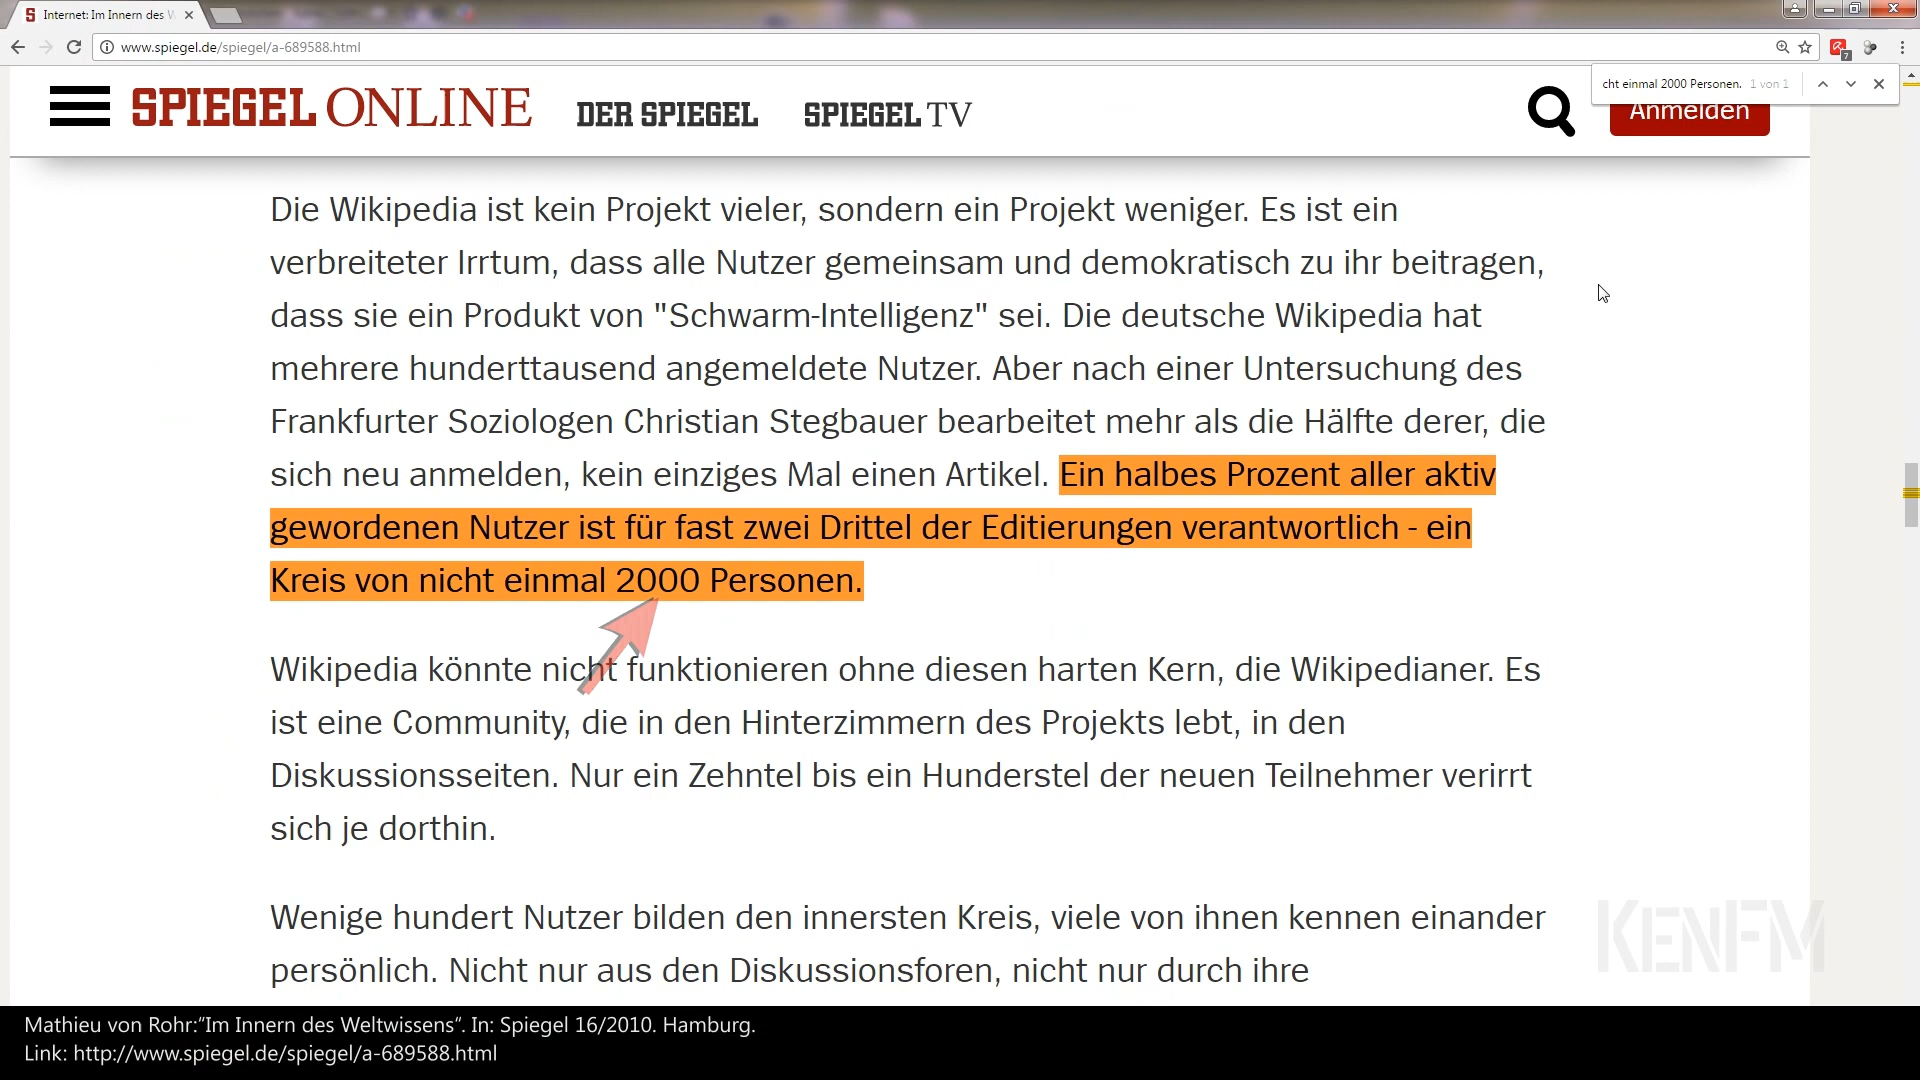 Internet: Im Innern des W
www.spiegel.de/spiegel/a-689588.html
7
cht einmal 2000 Personen. 1 von 1
SPIEGEL ONLINE DER SPIEGEL SPIEGEL TV
Anmelden
Die Wikipedia ist kein Projekt vieler, sondern ein Projekt weniger. Es ist ein
verbreiteter Irrtum, dass alle Nutzer gemeinsam und demokratisch zu ihr beitragen,
dass sie ein Produkt von "Schwarm-Intelligenz" sei. Die deutsche Wikipedia hat
mehrere hunderttausend angemeldete Nutzer. Aber nach einer Untersuchung des
Frankfurter Soziologen Christian Stegbauer bearbeitet mehr als die Hälfte derer, die
sich neu anmelden, kein einziges Mal einen Artikel. Ein halbes Prozent aller aktiv
gewordenen Nutzer ist für fast zwei Drittel der Editierungen verantwortlich - ein
Kreis von nicht einmal 2000 Personen.
Wikipedia könnte nicht funktionieren ohne diesen harten Kern, die Wikipedianer. Es
ist eine Community, die in den Hinterzimmern des Projekts lebt, in den
Diskussionsseiten. Nur ein Zehntel bis ein Hunderstel der neuen Teilnehmer verirrt
sich je dorthin.
Wenige hundert Nutzer bilden den innersten Kreis, viele von ihnen kennen einander
persönlich. Nicht nur aus den Diskussionsforen, nicht nur durch ihre
KENFM
Mathieu von Rohr:“Im Innern des Weltwissens“. In: Spiegel 16/2010. Hamburg.
Link: http://www.spiegel.de/spiegel/a-689588.html